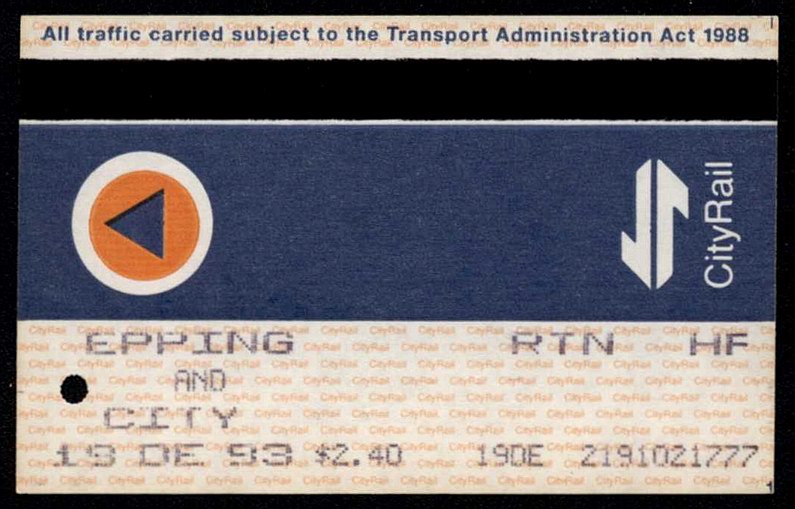 All traffic carried subject to the Transport Administration Act 1988
CityRail
EPPING RTN HF
AND
CITY
19 DE 93 $2.40 19DE 2191021777